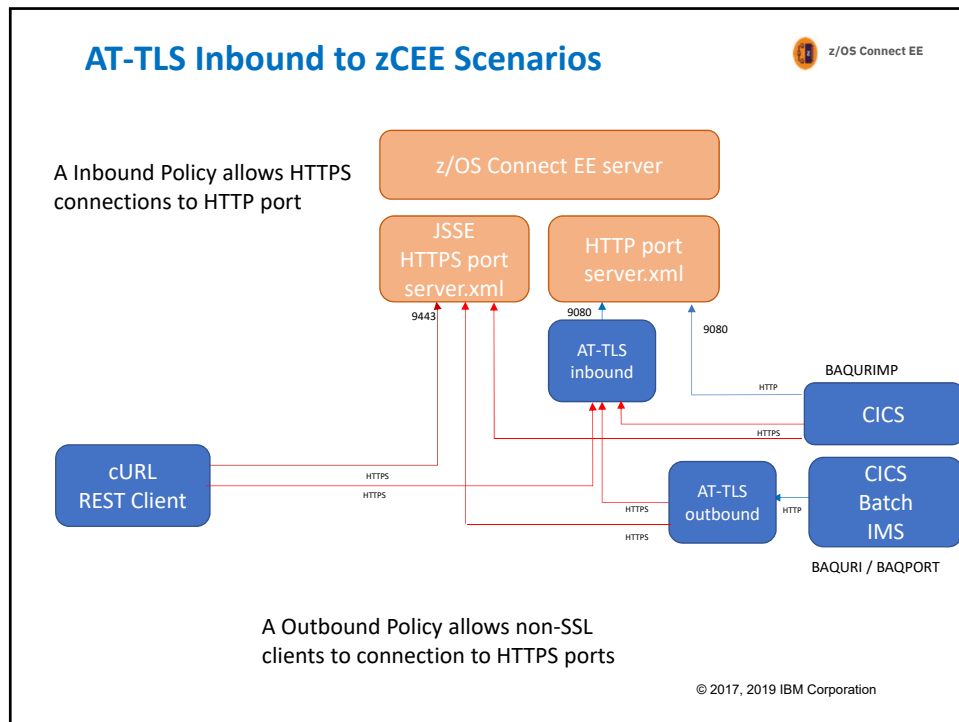 AT-TLS Inbound to zCEE Scenarios
z/OS Connect EE
A Inbound Policy allows HTTPS
connections to HTTP port
z/OS Connect EE server
JSSE
HTTPS port
server.xml
HTTP port
server.xml
9443
9080
9080
AT-TLS
inbound
BAQURIMP
HTTP
CICS
HTTPS
cURL
REST Client
HTTPS
HTTPS
AT-TLS
outbound
HTTPS
HTTPS
HTTP
CICS
Batch
IMS
BAQURI / BAQPORT
A Outbound Policy allows non-SSL
clients to connection to HTTPS ports
© 2017, 2019 IBM Corporation